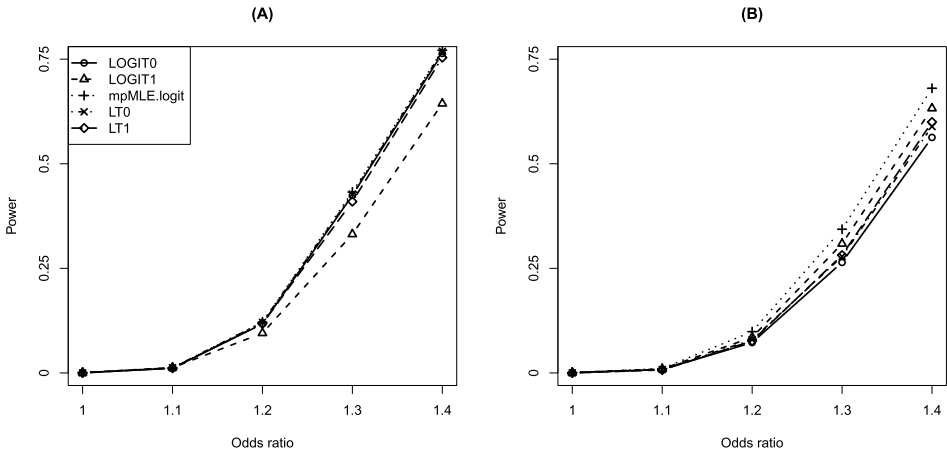 (A)
LOGIT0
LOGIT1
mpMLE.logit
LT0
LT1
Power
0
0.25
0.5
0.75
1
1.1
1.2
1.3
1.4
Odds ratio
(B)
Power
0
0.25
0.5
0.75
1
1.1
1.2
1.3
1.4
Odds ratio